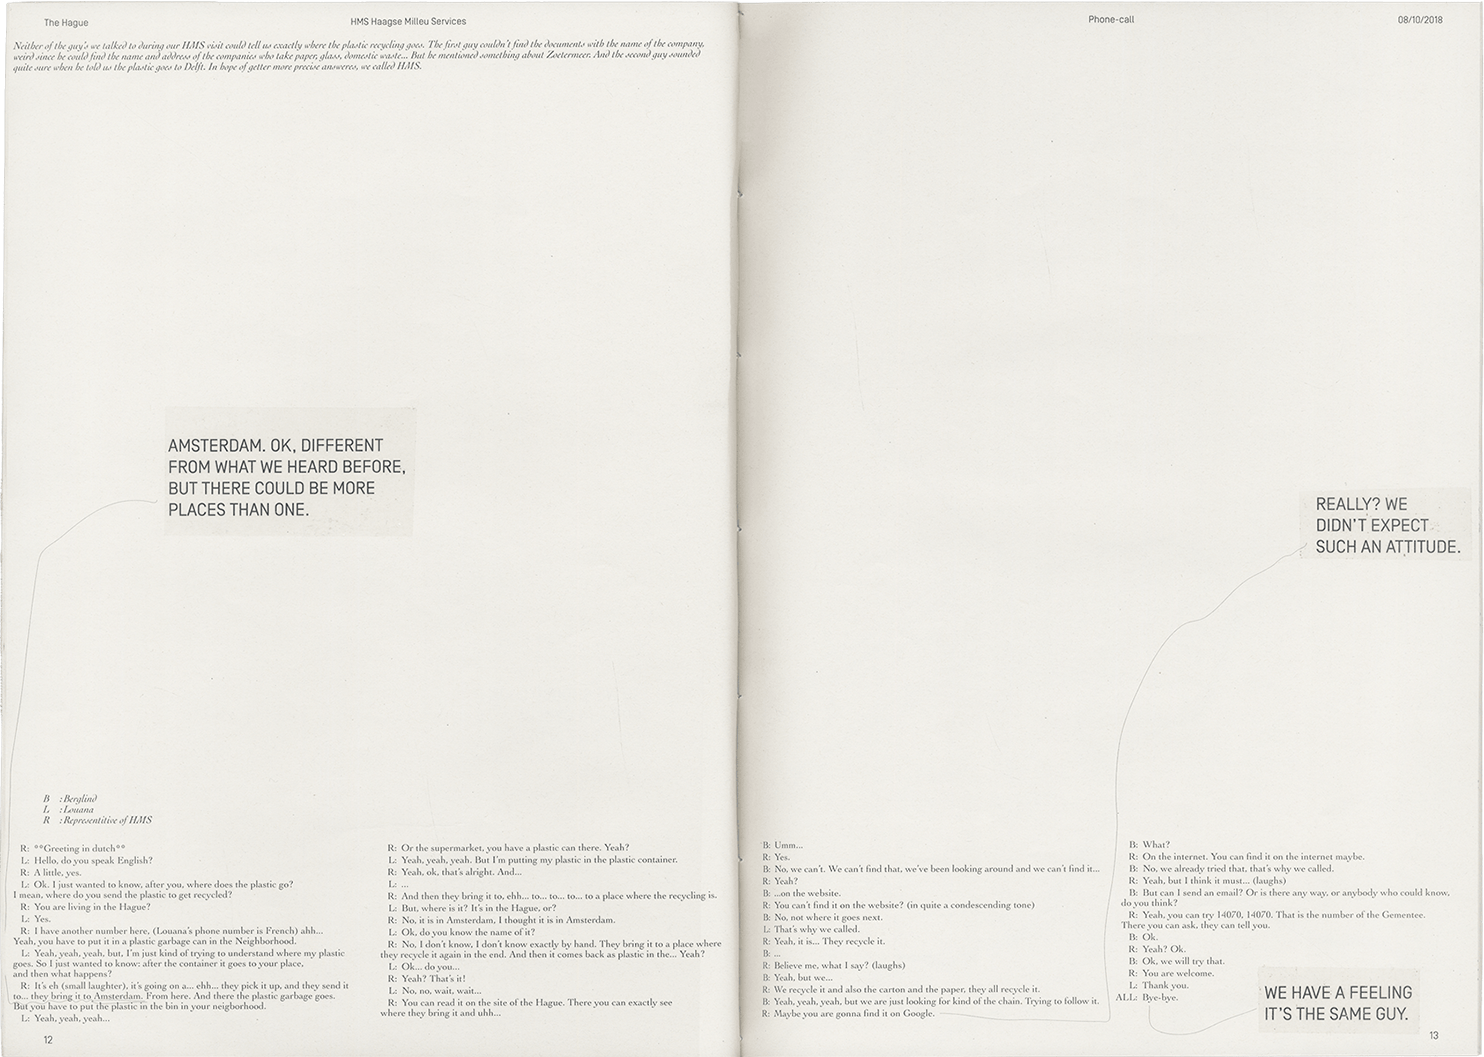 The Hague
HMS Haagse Milleu Services
Phone-call
08/10/2018
Neither of the guy's we talked to during our HMS visit could tell us exactly where the plastic recycling goes. The first guy couldn't find the documents with the name of the company,
weird since he could find the name and address of the companies who take paper, glass, domestic waste... But he mentioned something about Zoetermeer. And the second guy sounded
quite sure when he told us the plastic goes to Delft. In hope of getter more precise answeres, we called HMS.
AMSTERDAM. OK, DIFFERENT
FROM WHAT WE HEARD BEFORE,
BUT THERE COULD BE MORE
PLACES THAN ONE.
REALLY? WE
DIDN'T EXPECT
SUCH AN ATTITUDE.
B : Berglind
L : Louana
R : Representitive of HMS
R: **Greeting in dutch**
L: Hello, do you speak English?
R: A little, yes.
L: Ok. I just wanted to know, after you, where does the plastic go?
I mean, where do you send the plastic to get recycled?
R: You are living in the Hague?
L: Yes.
R: I have another number here, (Louana's phone number is French) ahh...
Yeah, you have to put it in a plastic garbage can in the Neighborhood.
L: Yeah, yeah, yeah, but, I'm just kind of trying to understand where my plastic
goes. So I just wanted to know: after the container it goes to your place,
and then what happens?
R: It's eh (small laughter), it's going on a... ehh... they pick it up, and they send it
to... they bring it to Amsterdam. From here. And there the plastic garbage goes.
But you have to put the plastic in the bin in your neigborhood.
L: Yeah, yeah, yeah...
R: Or the supermarket, you have a plastic can there. Yeah?
L: Yeah, yeah, yeah. But I'm putting my plastic in the plastic container.
R: Yeah, ok, that's alright. And...
L: ...
R: And then they bring it to, ehh... to... to... to... to a place where the recycling is.
L: But, where is it? It's in the Hague, or?
R: No, it is in Amsterdam, I thought it is in Amsterdam.
L: Ok, do you know the name of it?
R: No, I don't know, I don't know exactly by hand. They bring it to a place where
they recycle it again in the end. And then it comes back as plastic in the... Yeah?
L: Ok... do you...
R: Yeah? That's it!
L: No, no, wait, wait...
R: You can read it on the site of the Hague. There you can exactly see
where they bring it and uhh...
B: Umm...
R: Yes.
B: No, we can't. We can't find that, we've been looking around and we can't find it...
R: Yeah?
B: ...on the website.
R: You can't find it on the website? (in quite a condescending tone)
B: No, not where it goes next.
L: That's why we called.
R: Yeah, it is... They recycle it.
B: ...
R: Believe me, what I say? (laughs)
B: Yeah, but we...
R: We recycle it and also the carton and the paper, they all recycle it.
B: Yeah, yeah, yeah, but we are just looking for kind of the chain. Trying to follow it.
R: Maybe you are gonna find it on Google.
B: What?
R: On the internet. You can find it on the internet maybe.
B: No, we already tried that, that's why we called.
R: Yeah, but I think it must... (laughs)
B: But can I send an email? Or is there any way, or anybody who could know,
do you think?
R: Yeah, you can try 14070, 14070. That is the number of the Gementee.
There you can ask, they can tell you.
B: Ok.
R: Yeah? Ok.
B: Ok, we will try that.
R: You are welcome.
L: Thank you.
ALL: Bye-bye.
WE HAVE A FEELING
IT'S THE SAME GUY.
12
13